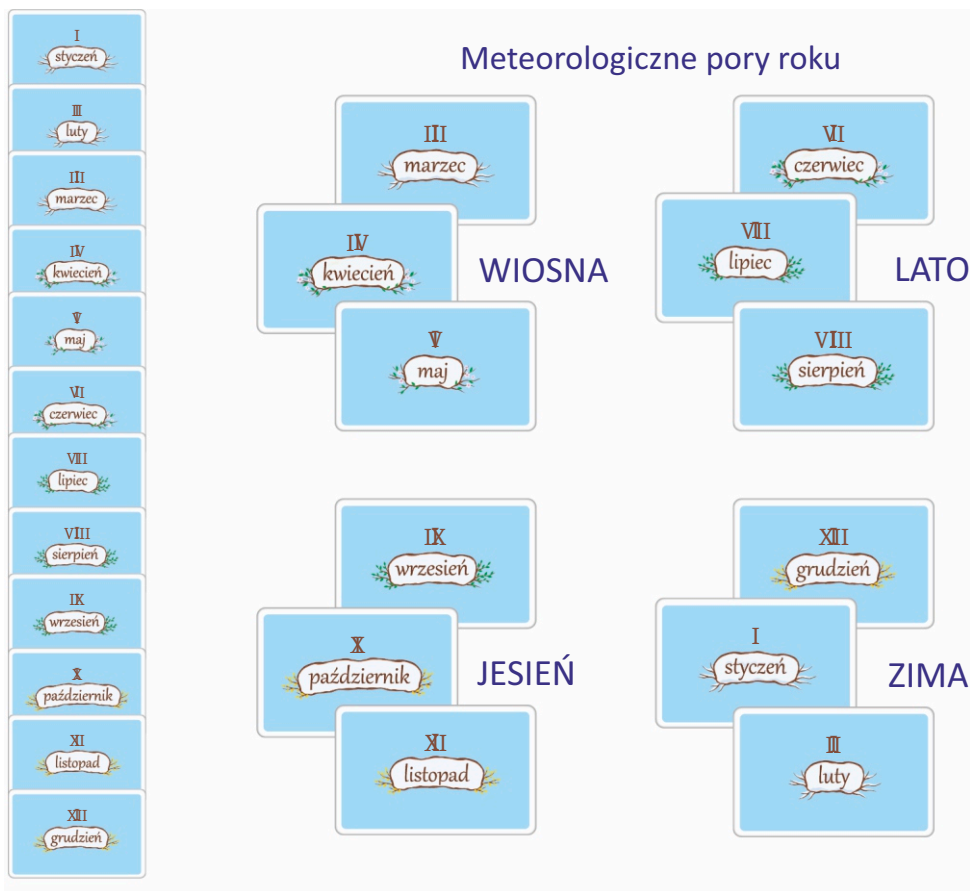 I
styczeń
II
luty
III
marzec
IV
kwiecień
V
maj
VI
czerwiec
VII
lipiec
VIII
sierpień
IX
wrzesień
X
październik
XI
listopad
XII
grudzień
Meteorologiczne pory roku
III
marzec
IV
kwiecień
WIOSNA
V
maj
VI
czerwiec
VII
lipiec
LATO
VIII
sierpień
IX
wrzesień
X
październik
JESIEŃ
XI
listopad
XII
grudzień
I
styczeń
ZIMA
II
luty